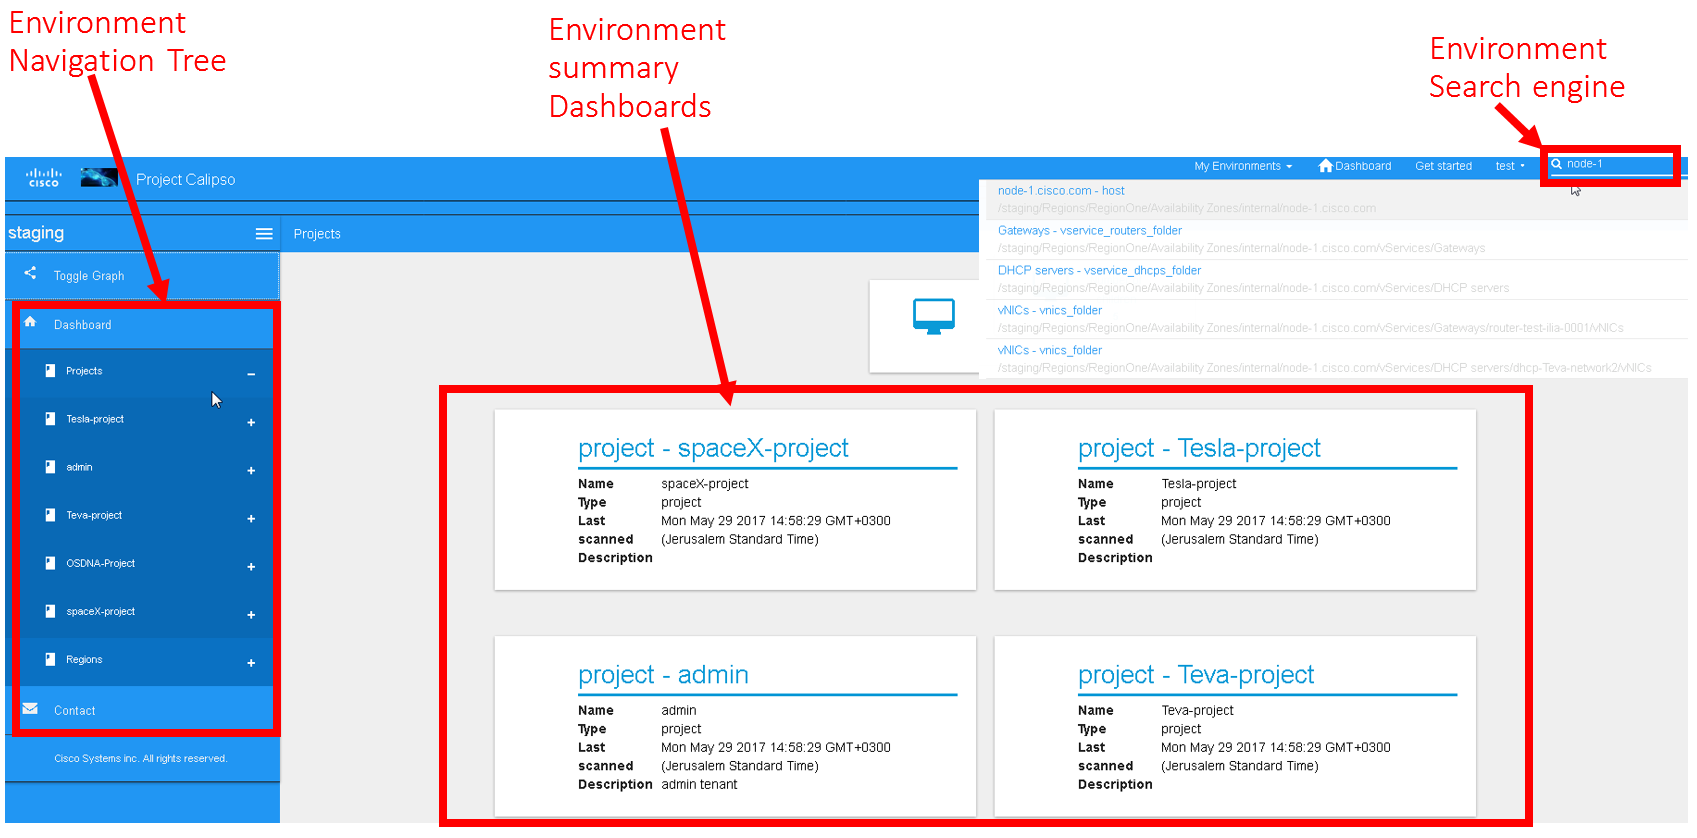 Environment
Navigation Tree
Environment
summary
Dashboards
Environment
Search engine
cisco
Project Calipso
My Environments
Dashboard
Get started
test
node-1
staging
Projects
node-1.cisco.com - host
/staging/Regions/RegionOne/Availability Zones/internal/node-1.cisco.com
Gateways - vservice_routers_folder
/staging/Regions/RegionOne/Availability Zones/internal/node-1.cisco.com/vServices/Gateways
DHCP servers - vservice_dhcps_folder
/staging/Regions/RegionOne/Availability Zones/internal/node-1.cisco.com/vServices/DHCP servers
vNICs - vnics_folder
/staging/Regions/RegionOne/Availability Zones/internal/node-1.cisco.com/vServices/Gateways/router-test-ilia-0001/vNICs
vNICs - vnics_folder
/staging/Regions/RegionOne/Availability Zones/internal/node-1.cisco.com/vServices/DHCP servers/dhcp-Teva-network2/vNICs
Toggle Graph
Dashboard
Projects
Tesla-project
admin
Teva-project
OSDNA-Project
spaceX-project
Regions
Contact
Cisco Systems inc. All rights reserved.
project - spaceX-project
Name spaceX-project
Type project
Last Mon May 29 2017 14:58:29 GMT+0300
scanned (Jerusalem Standard Time)
Description
project - Tesla-project
Name Tesla-project
Type project
Last Mon May 29 2017 14:58:29 GMT+0300
scanned (Jerusalem Standard Time)
Description
project - admin
Name admin
Type project
Last Mon May 29 2017 14:58:29 GMT+0300
scanned (Jerusalem Standard Time)
Description admin tenant
project - Teva-project
Name Teva-project
Type project
Last Mon May 29 2017 14:58:29 GMT+0300
scanned (Jerusalem Standard Time)
Description